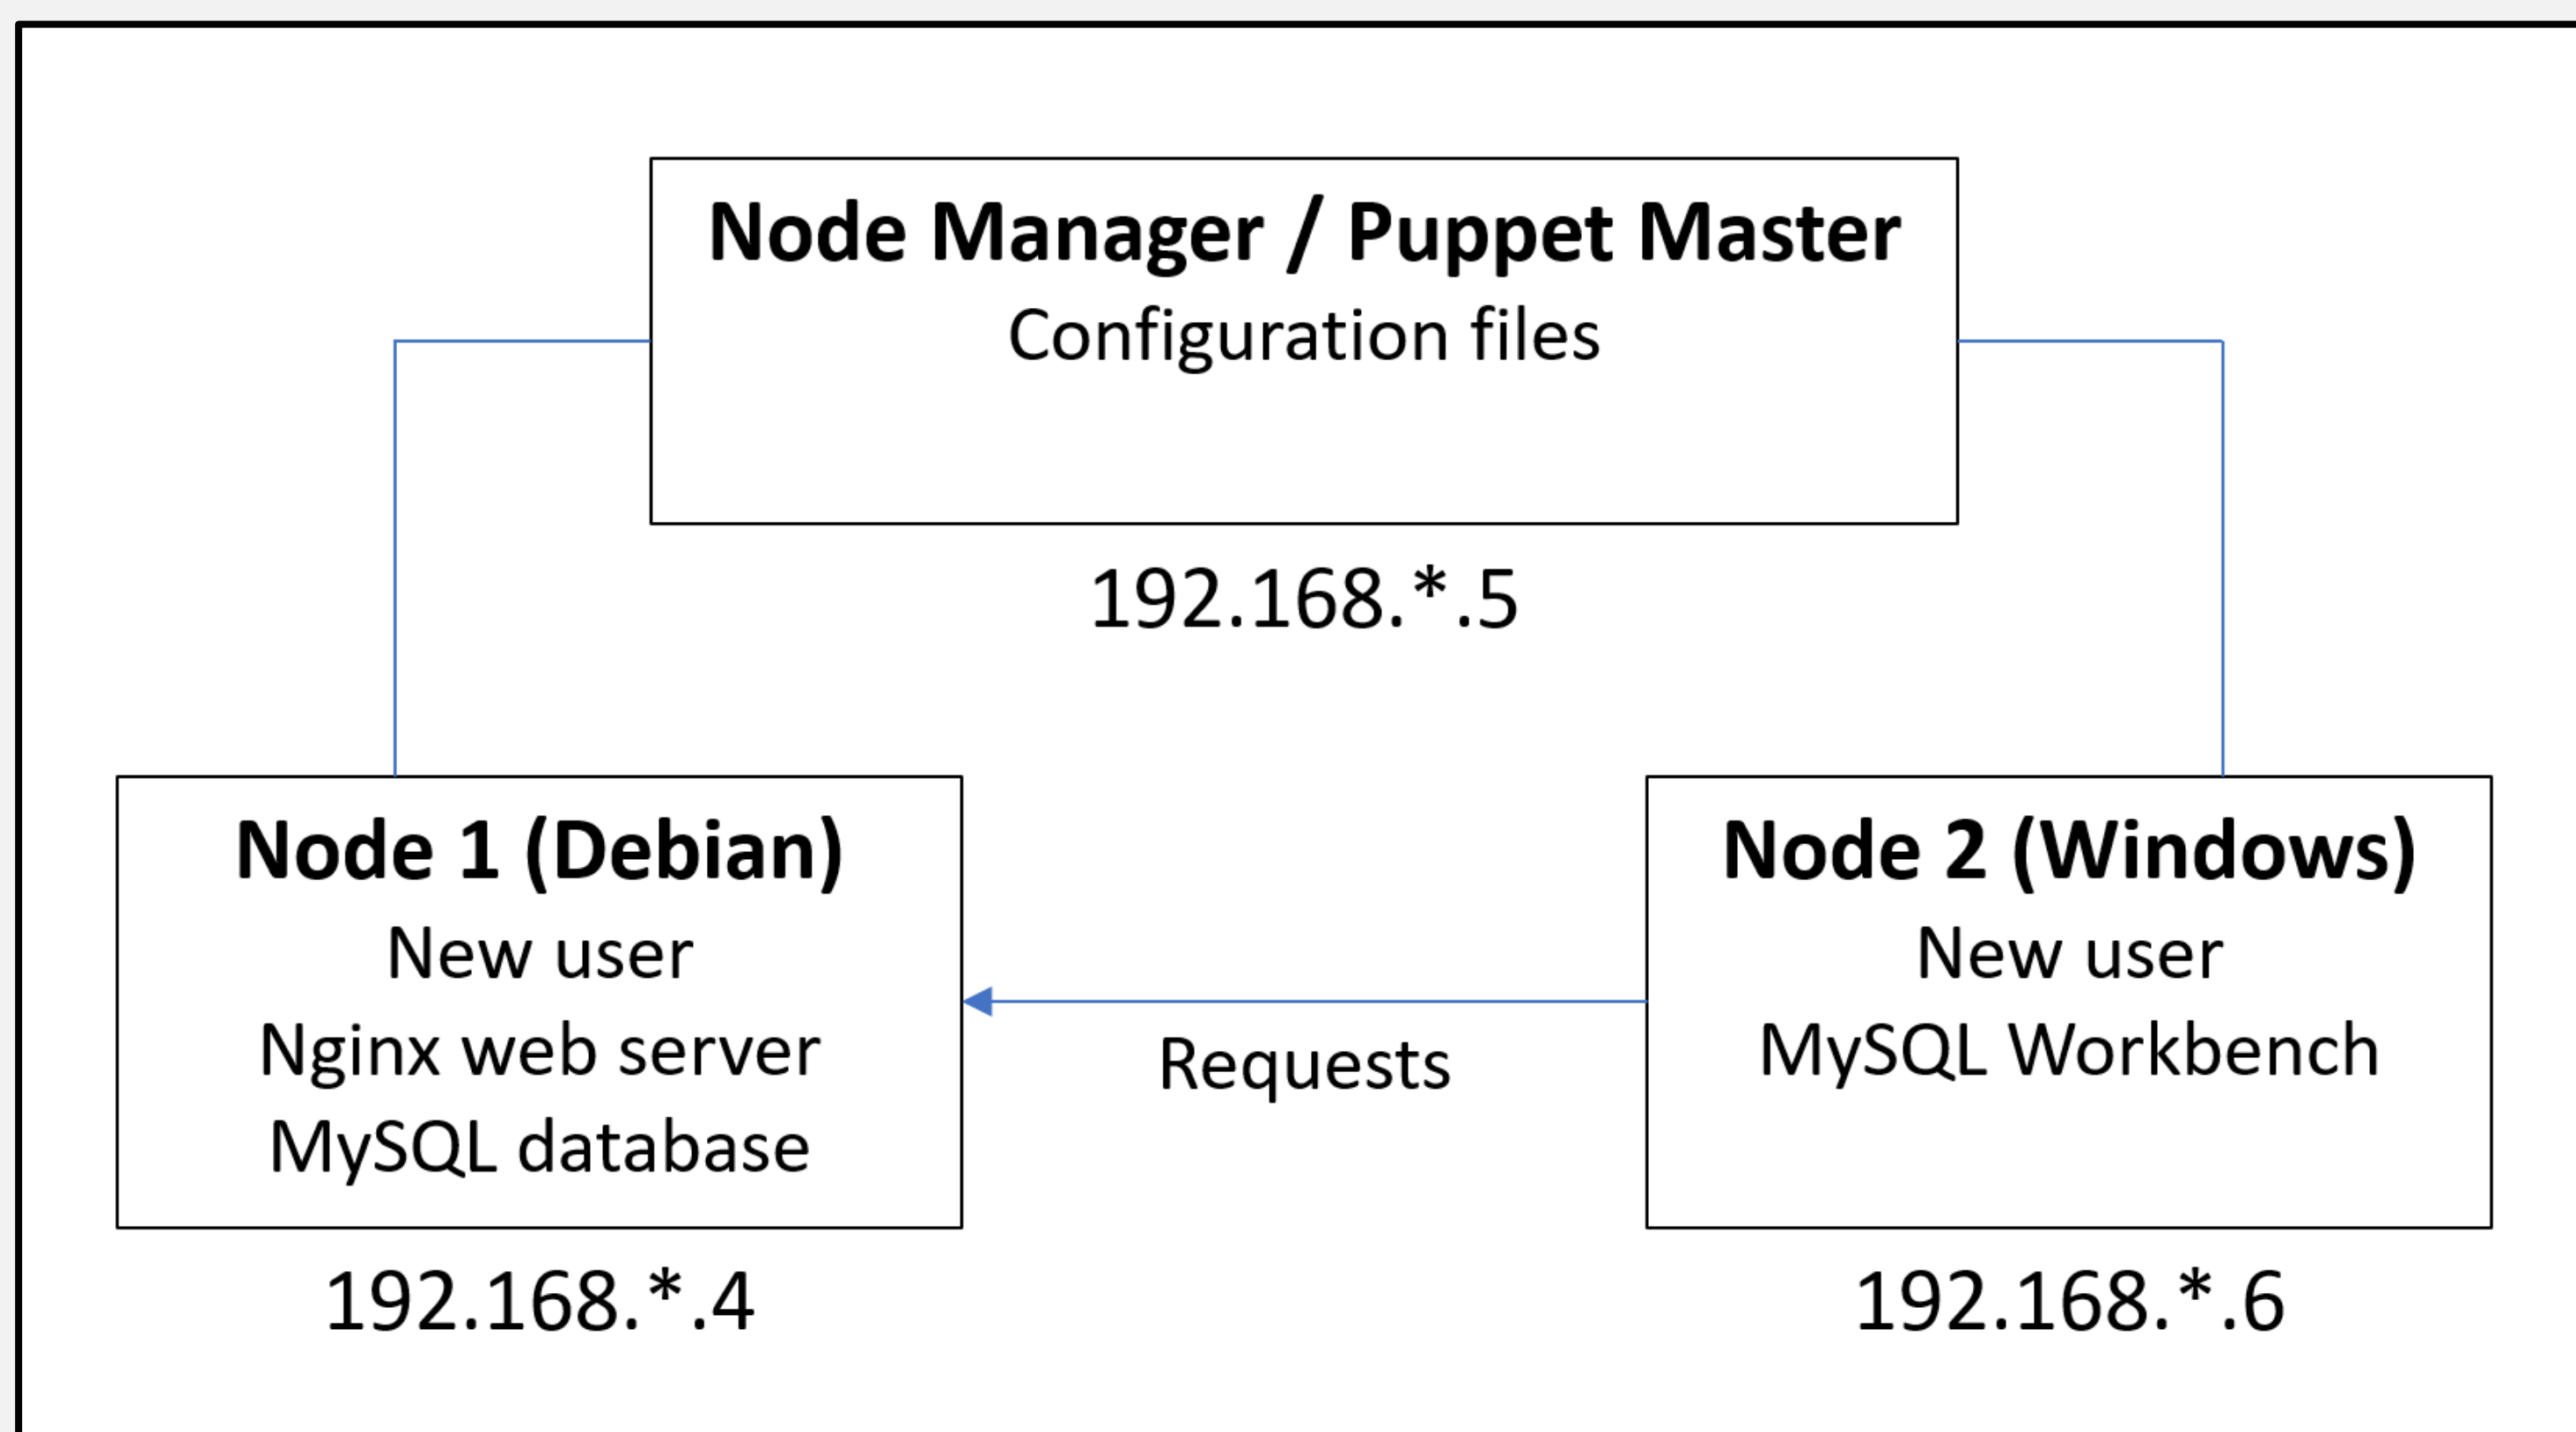 Node Manager / Puppet Master
Configuration files
192.168.*.5
Node 1 (Debian)
New user
Nginx web server
MySQL database
192.168.*.4
Requests
Node 2 (Windows)
New user
MySQL Workbench
192.168.*.6